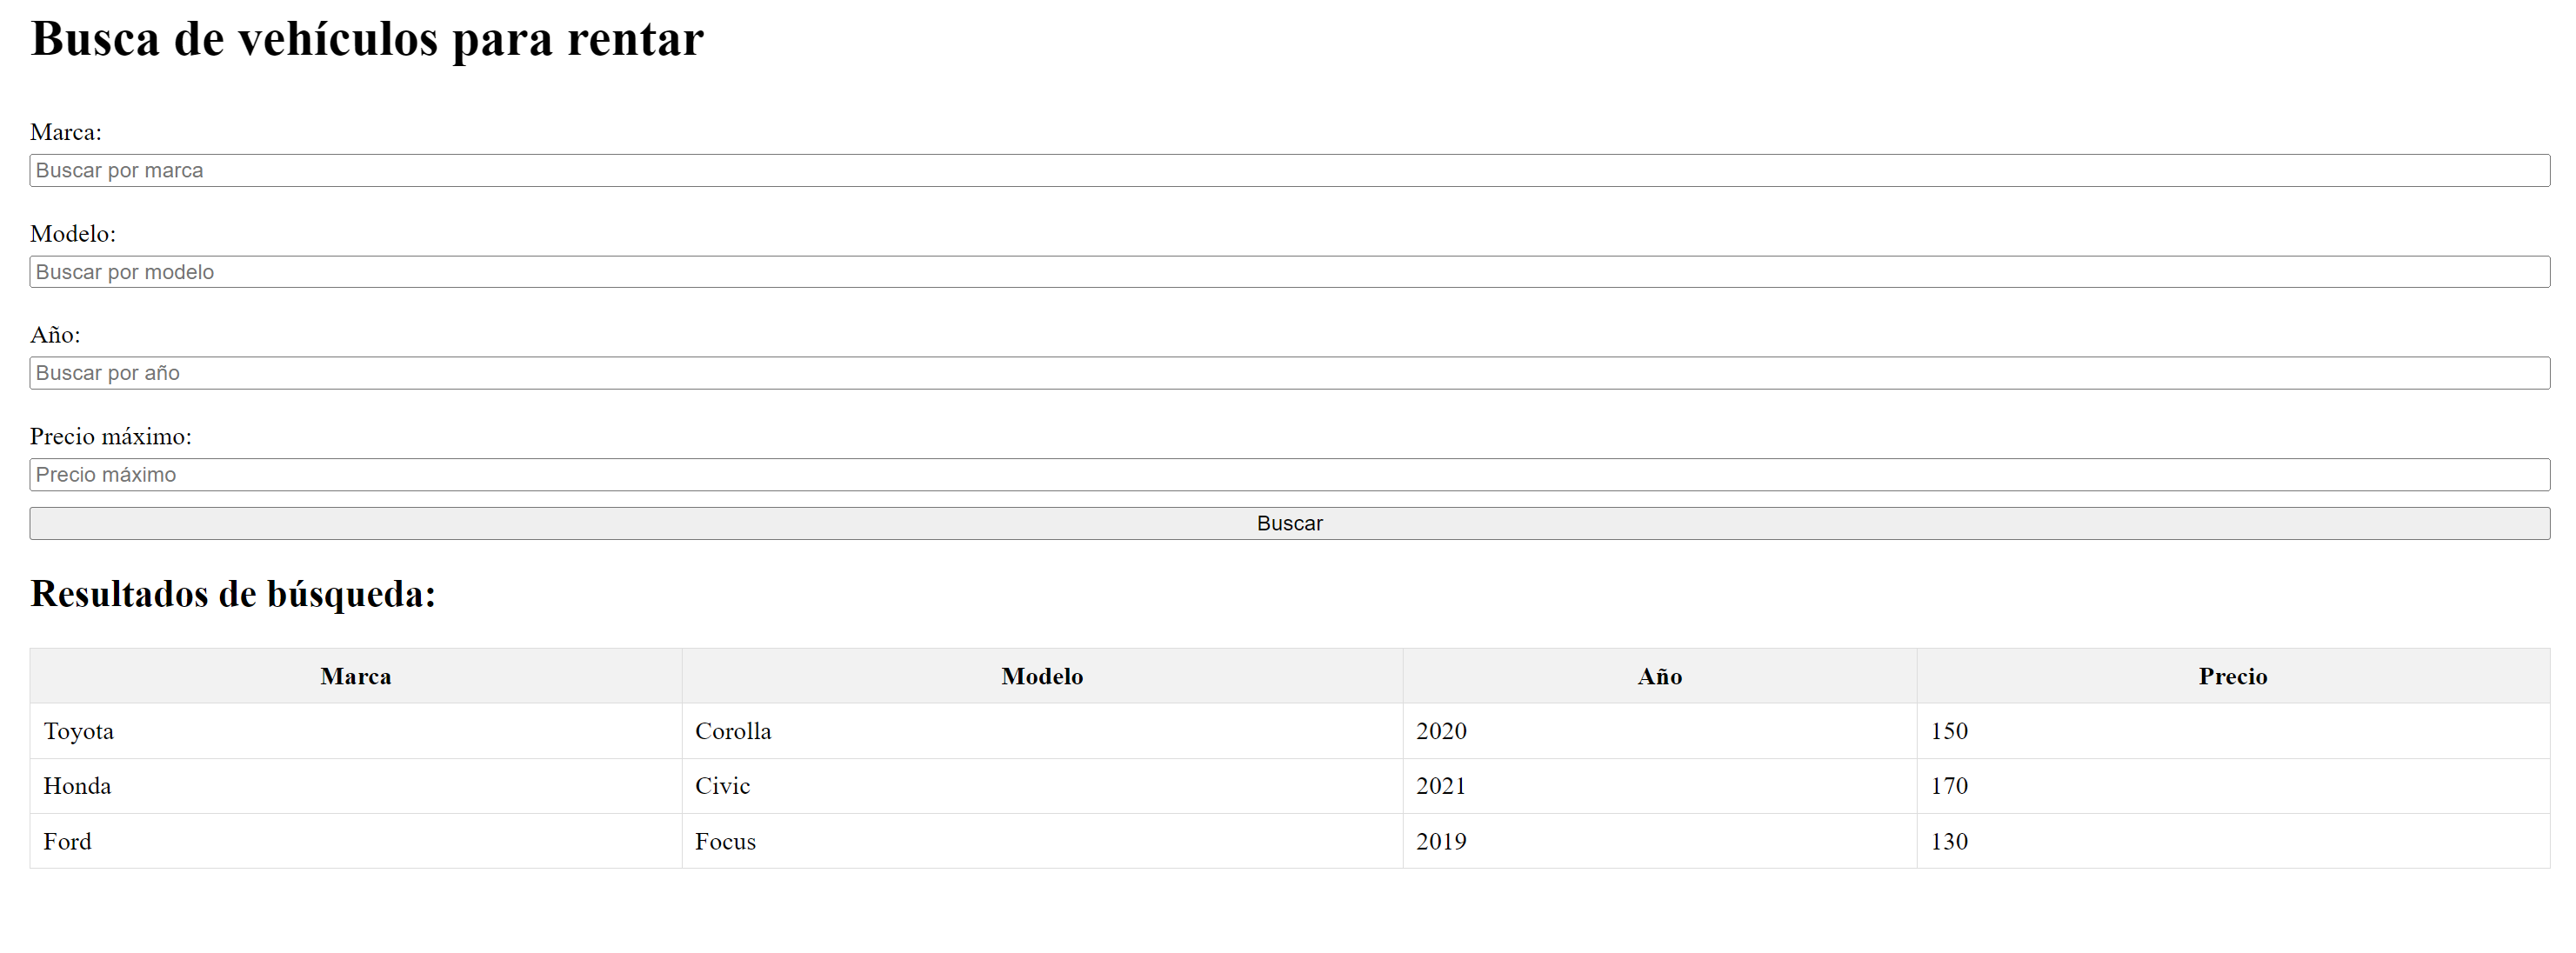 Busca de vehículos para rentar
Marca:
Buscar por marca
Modelo:
Buscar por modelo
Año:
Buscar por año
Precio máximo:
Precio máximo
Buscar
Resultados de búsqueda:
Marca Modelo Año Precio
Toyota Corolla 2020 150
Honda Civic 2021 170
Ford Focus 2019 130